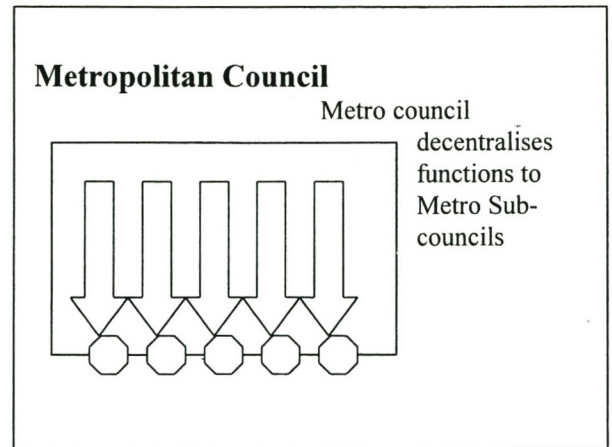 Metropolitan Council
Metro council
decentralises
functions to
Metro Sub-
councils